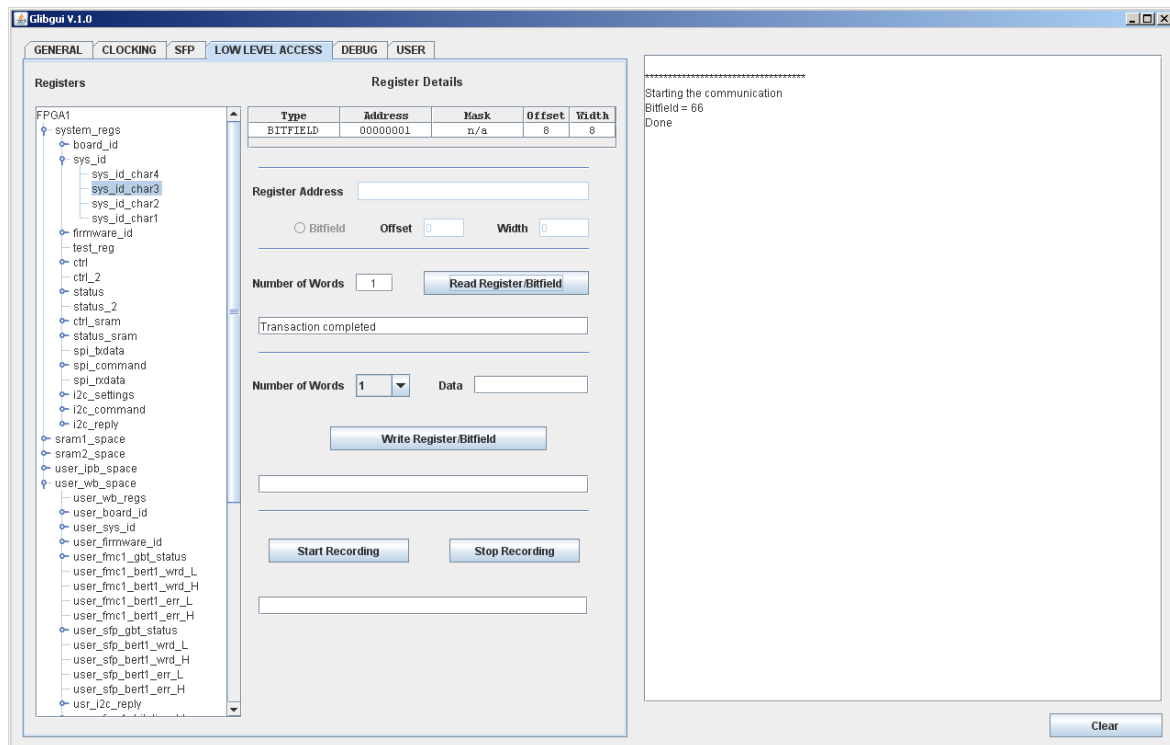 Glibgui V.1.0
GENERAL CLOCKING SFP LOW LEVEL ACCESS DEBUG USER
Registers
Register Details
FPGA1
system_regs
board_id
sys_id
sys_id_char4
sys_id_char3
sys_id_char2
sys_id_char1
firmware_id
test_reg
ctrl
ctrl_2
status
status_2
ctrl_sram
status_sram
spi_txdata
spi_command
spi_rxdata
i2c_settings
i2c_command
i2c_reply
sram1_space
sram2_space
user_ipb_space
user_wb_space
user_wb_regs
user_board_id
user_sys_id
user_firmware_id
user_fmc1_gbt_status
user_fmc1_bert1_wrd_L
user_fmc1_bert1_wrd_H
user_fmc1_bert1_err_L
user_fmc1_bert1_err_H
user_sfp_gbt_status
user_sfp_bert1_wrd_L
user_sfp_bert1_wrd_H
user_sfp_bert1_err_L
user_sfp_bert1_err_H
usr_i2c_reply
Type Address Mask Offset Width
BITFIELD 00000001 n/a 8 8
Register Address
Bitfield Offset 0 Width 0
Number of Words 1 Read Register/Bitfield
Transaction completed
Number of Words 1 Data
Write Register/Bitfield
Start Recording Stop Recording
***********************************
Starting the communication
Bitfield = 66
Done
Clear